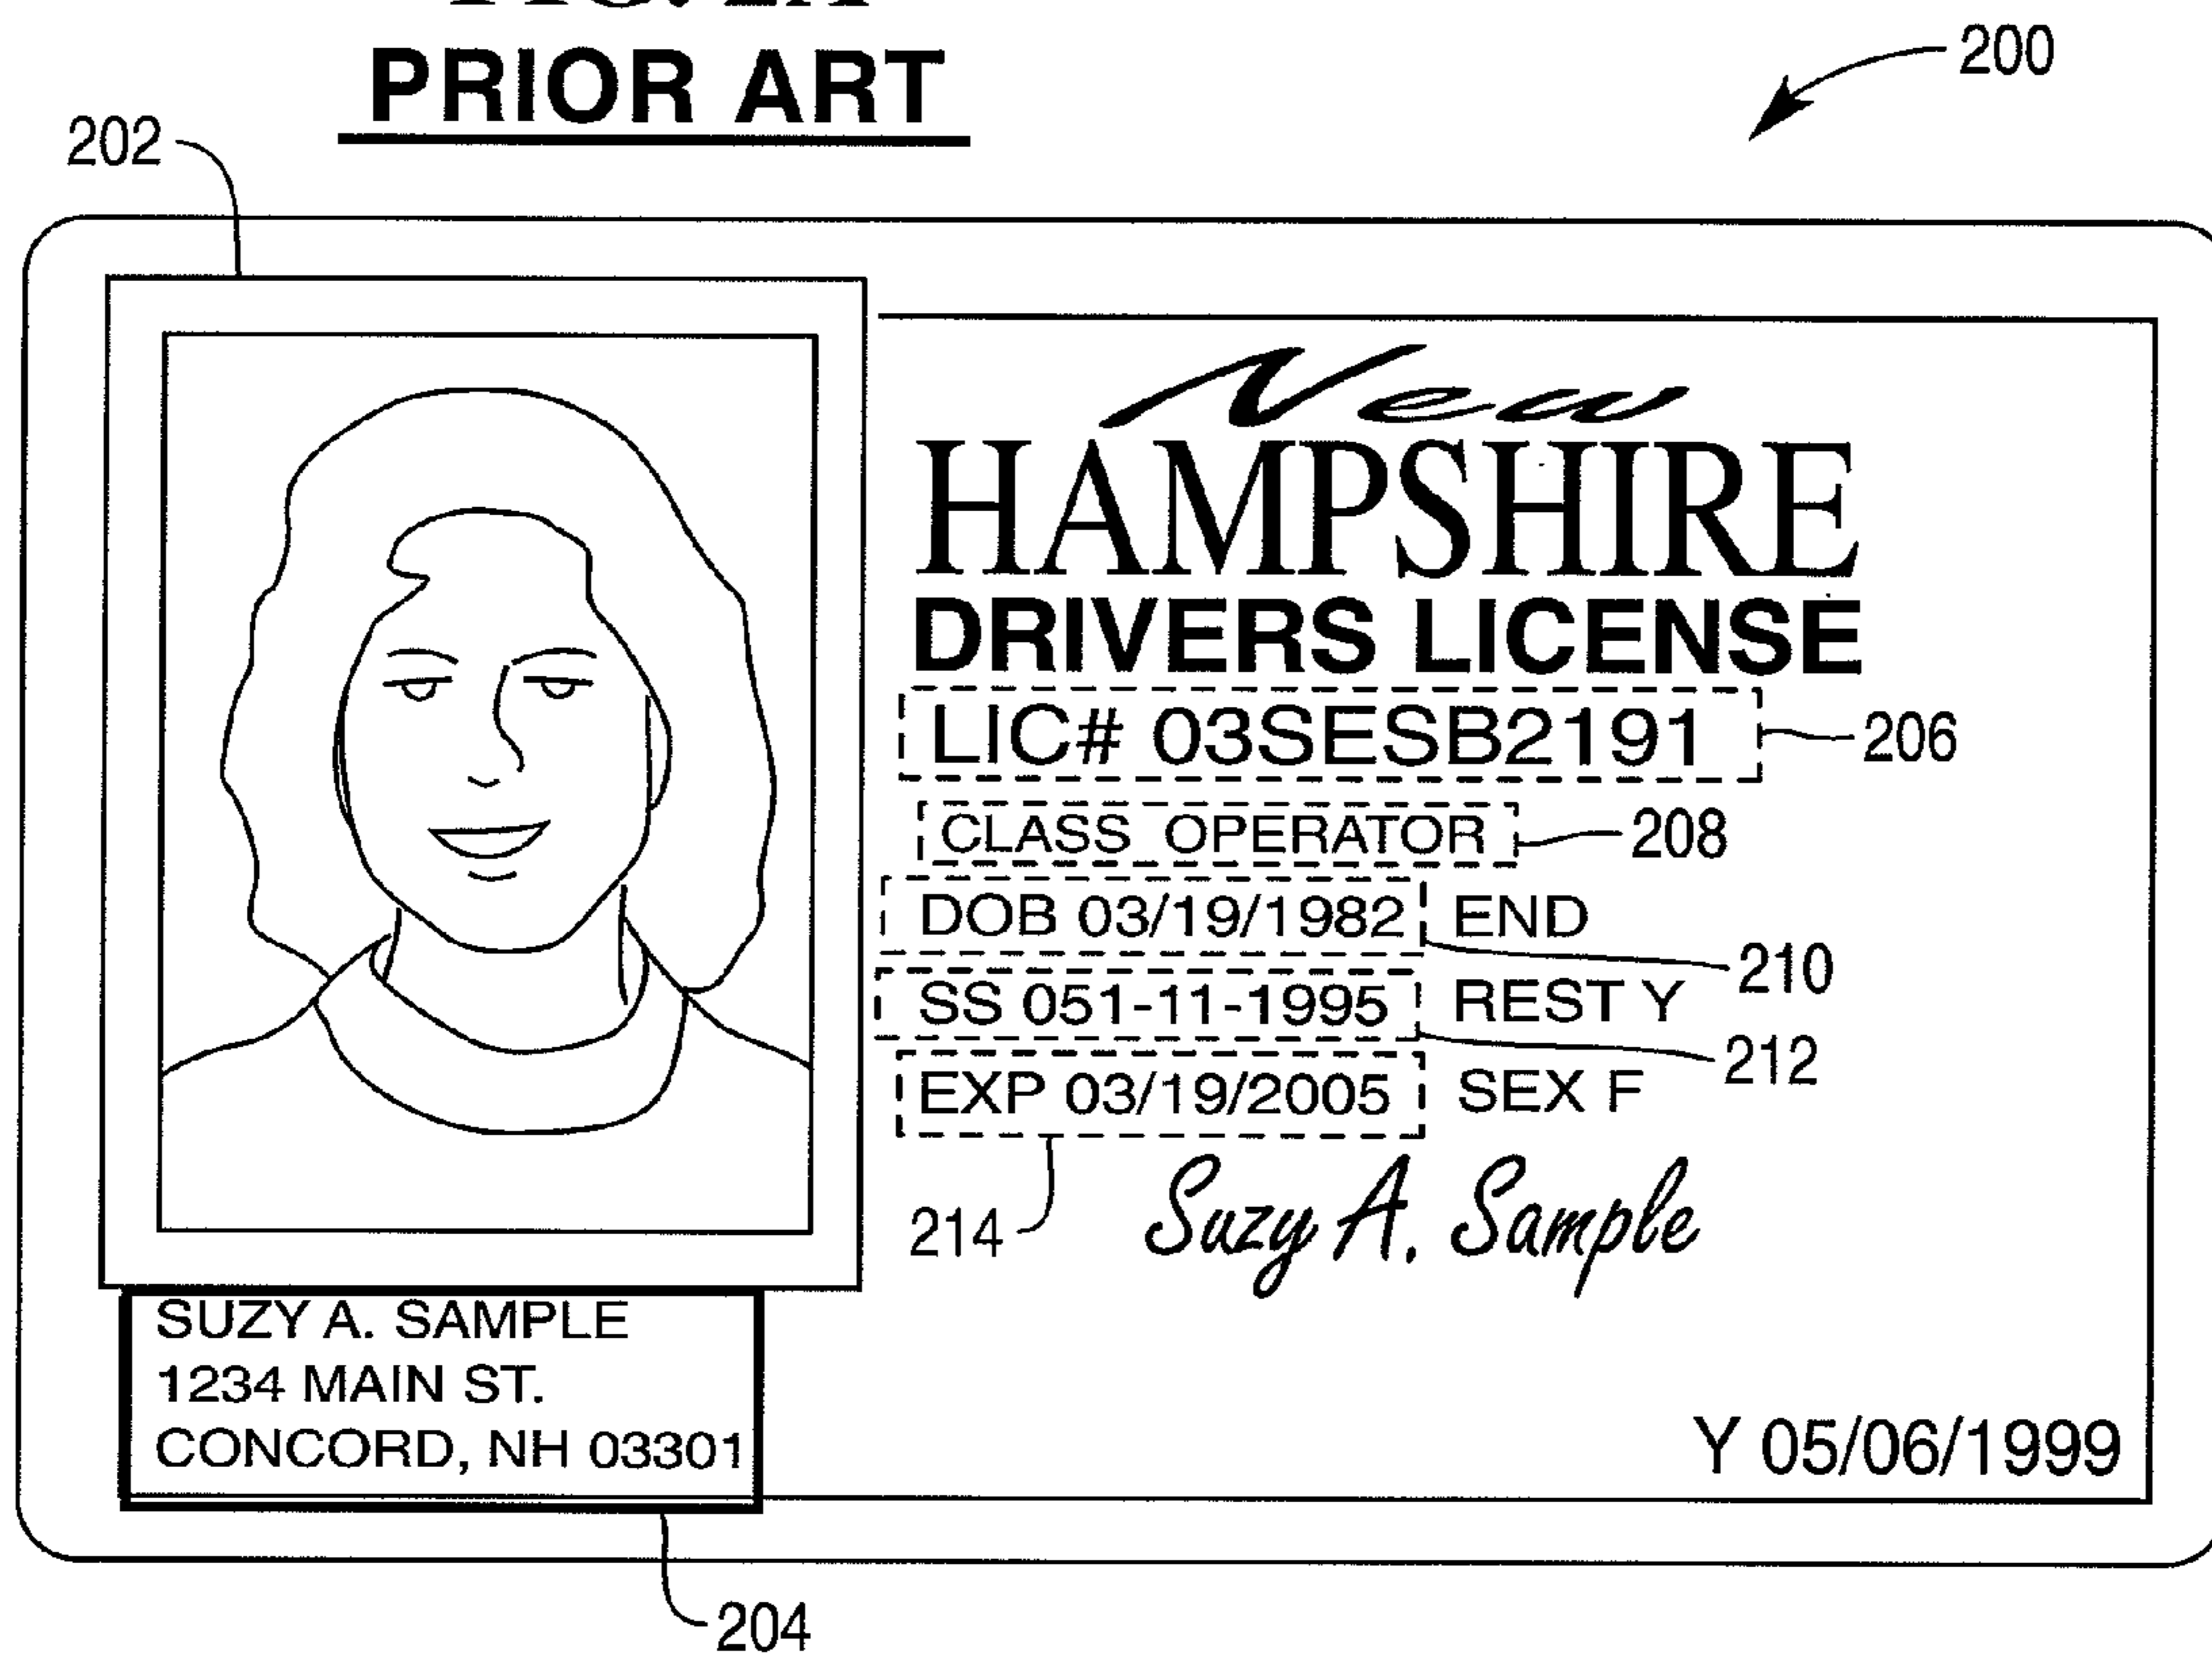 PRIOR ART
200
202
New
HAMPSHIRE
DRIVERS LICENSE
LIC# 03SESB2191
206
CLASS OPERATOR
208
DOB 03/19/1982 END
210
SS 051-11-1995 REST Y
212
EXP 03/19/2005 SEX F
214
Suzy A. Sample
SUZY A. SAMPLE
1234 MAIN ST.
CONCORD, NH 03301
Y 05/06/1999
204